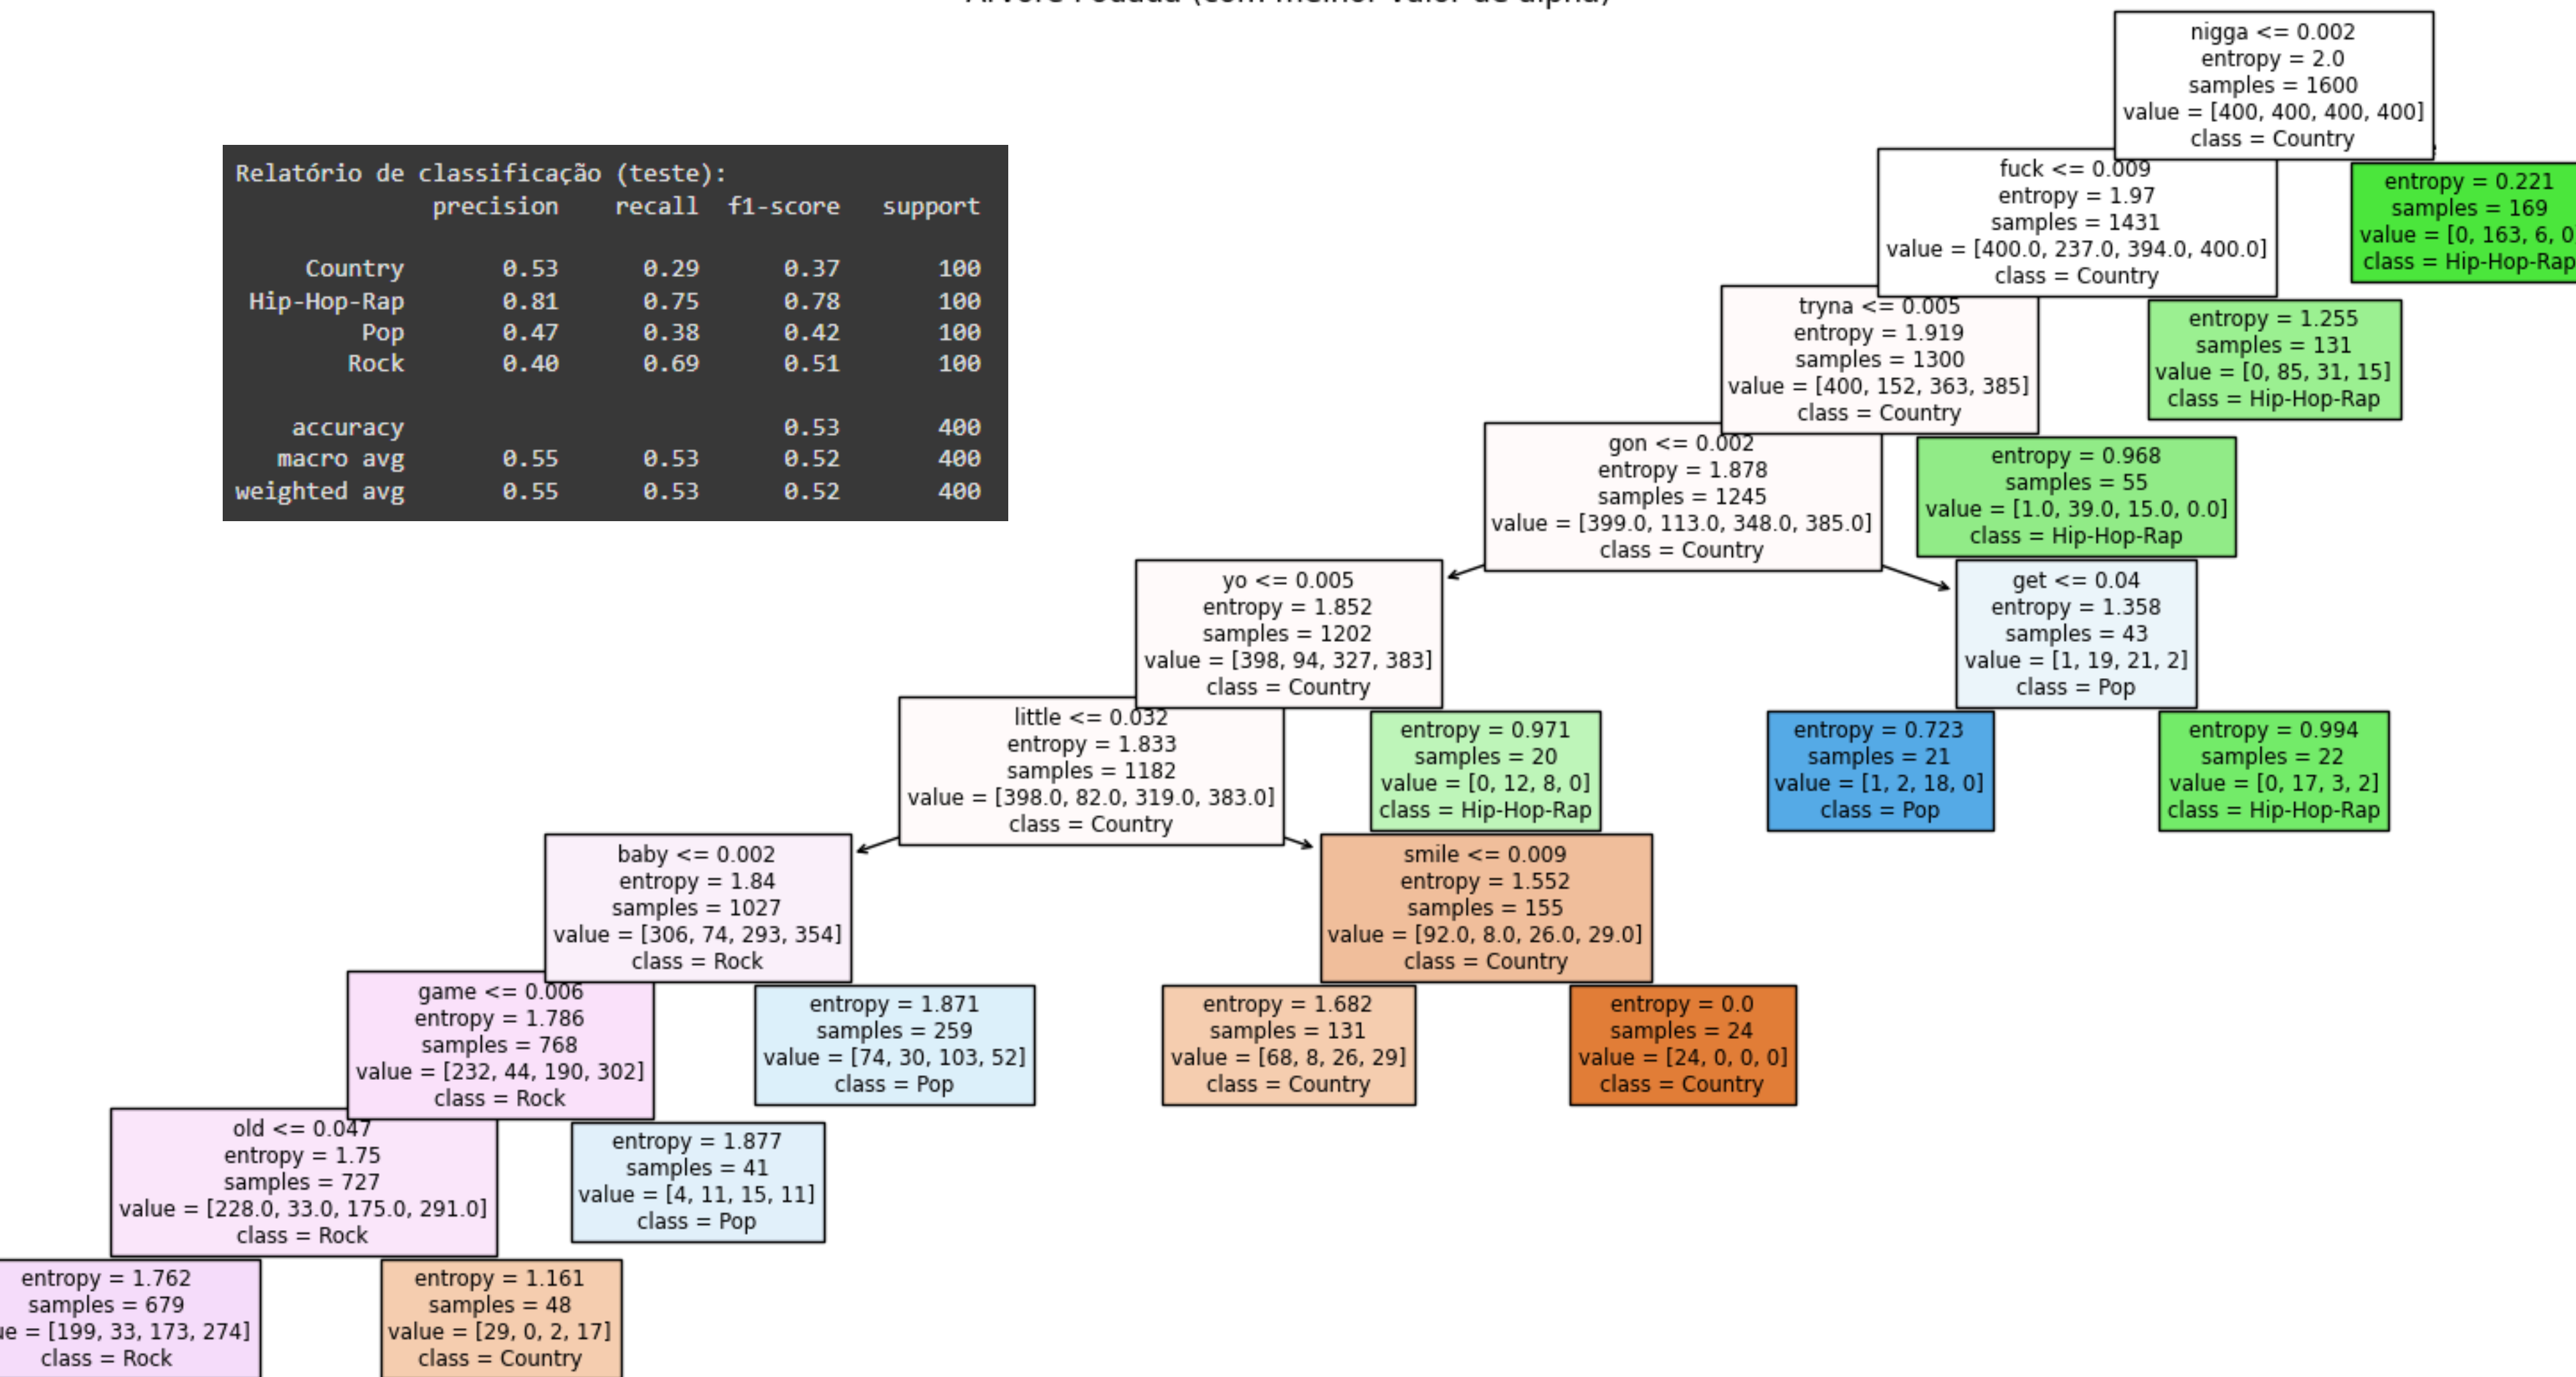 Árvore Podada (com melhor valor de alpha)
nigga <= 0.002
entropy = 2.0
samples = 1600
value = [400, 400, 400, 400]
class = Country
Relatório de classificação (teste):
precision recall f1-score support
Country 0.53 0.29 0.37 100
Hip-Hop-Rap 0.81 0.75 0.78 100
Pop 0.47 0.38 0.42 100
Rock 0.40 0.69 0.51 100
accuracy 0.53 400
macro avg 0.55 0.53 0.52 400
weighted avg 0.55 0.53 0.52 400
fuck <= 0.009
entropy = 1.97
samples = 1431
value = [400.0, 237.0, 394.0, 400.0]
class = Country
entropy = 0.221
samples = 169
value = [0, 163, 6, 0
class = Hip-Hop-Rap
tryna <= 0.005
entropy = 1.919
samples = 1300
value = [400, 152, 363, 385]
class = Country
entropy = 1.255
samples = 131
value = [0, 85, 31, 15]
class = Hip-Hop-Rap
gon <= 0.002
entropy = 1.878
samples = 1245
value = [399.0, 113.0, 348.0, 385.0]
class = Country
entropy = 0.968
samples = 55
value = [1.0, 39.0, 15.0, 0.0]
class = Hip-Hop-Rap
yo <= 0.005
entropy = 1.852
samples = 1202
value = [398, 94, 327, 383]
class = Country
get <= 0.04
entropy = 1.358
samples = 43
value = [1, 19, 21, 2]
class = Pop
little <= 0.032
entropy = 1.833
samples = 1182
value = [398.0, 82.0, 319.0, 383.0]
class = Country
entropy = 0.971
samples = 20
value = [0, 12, 8, 0]
class = Hip-Hop-Rap
entropy = 0.723
samples = 21
value = [1, 2, 18, 0]
class = Pop
entropy = 0.994
samples = 22
value = [0, 17, 3, 2]
class = Hip-Hop-Rap
baby <= 0.002
entropy = 1.84
samples = 1027
value = [306, 74, 293, 354]
class = Rock
smile <= 0.009
entropy = 1.552
samples = 155
value = [92.0, 8.0, 26.0, 29.0]
class = Country
game <= 0.006
entropy = 1.786
samples = 768
value = [232, 44, 190, 302]
class = Rock
entropy = 1.871
samples = 259
value = [74, 30, 103, 52]
class = Pop
entropy = 1.682
samples = 131
value = [68, 8, 26, 29]
class = Country
entropy = 0.0
samples = 24
value = [24, 0, 0, 0]
class = Country
old <= 0.047
entropy = 1.75
samples = 727
value = [228.0, 33.0, 175.0, 291.0]
class = Rock
entropy = 1.877
samples = 41
value = [4, 11, 15, 11]
class = Pop
entropy = 1.762
samples = 679
ue = [199, 33, 173, 274]
class = Rock
entropy = 1.161
samples = 48
value = [29, 0, 2, 17]
class = Country